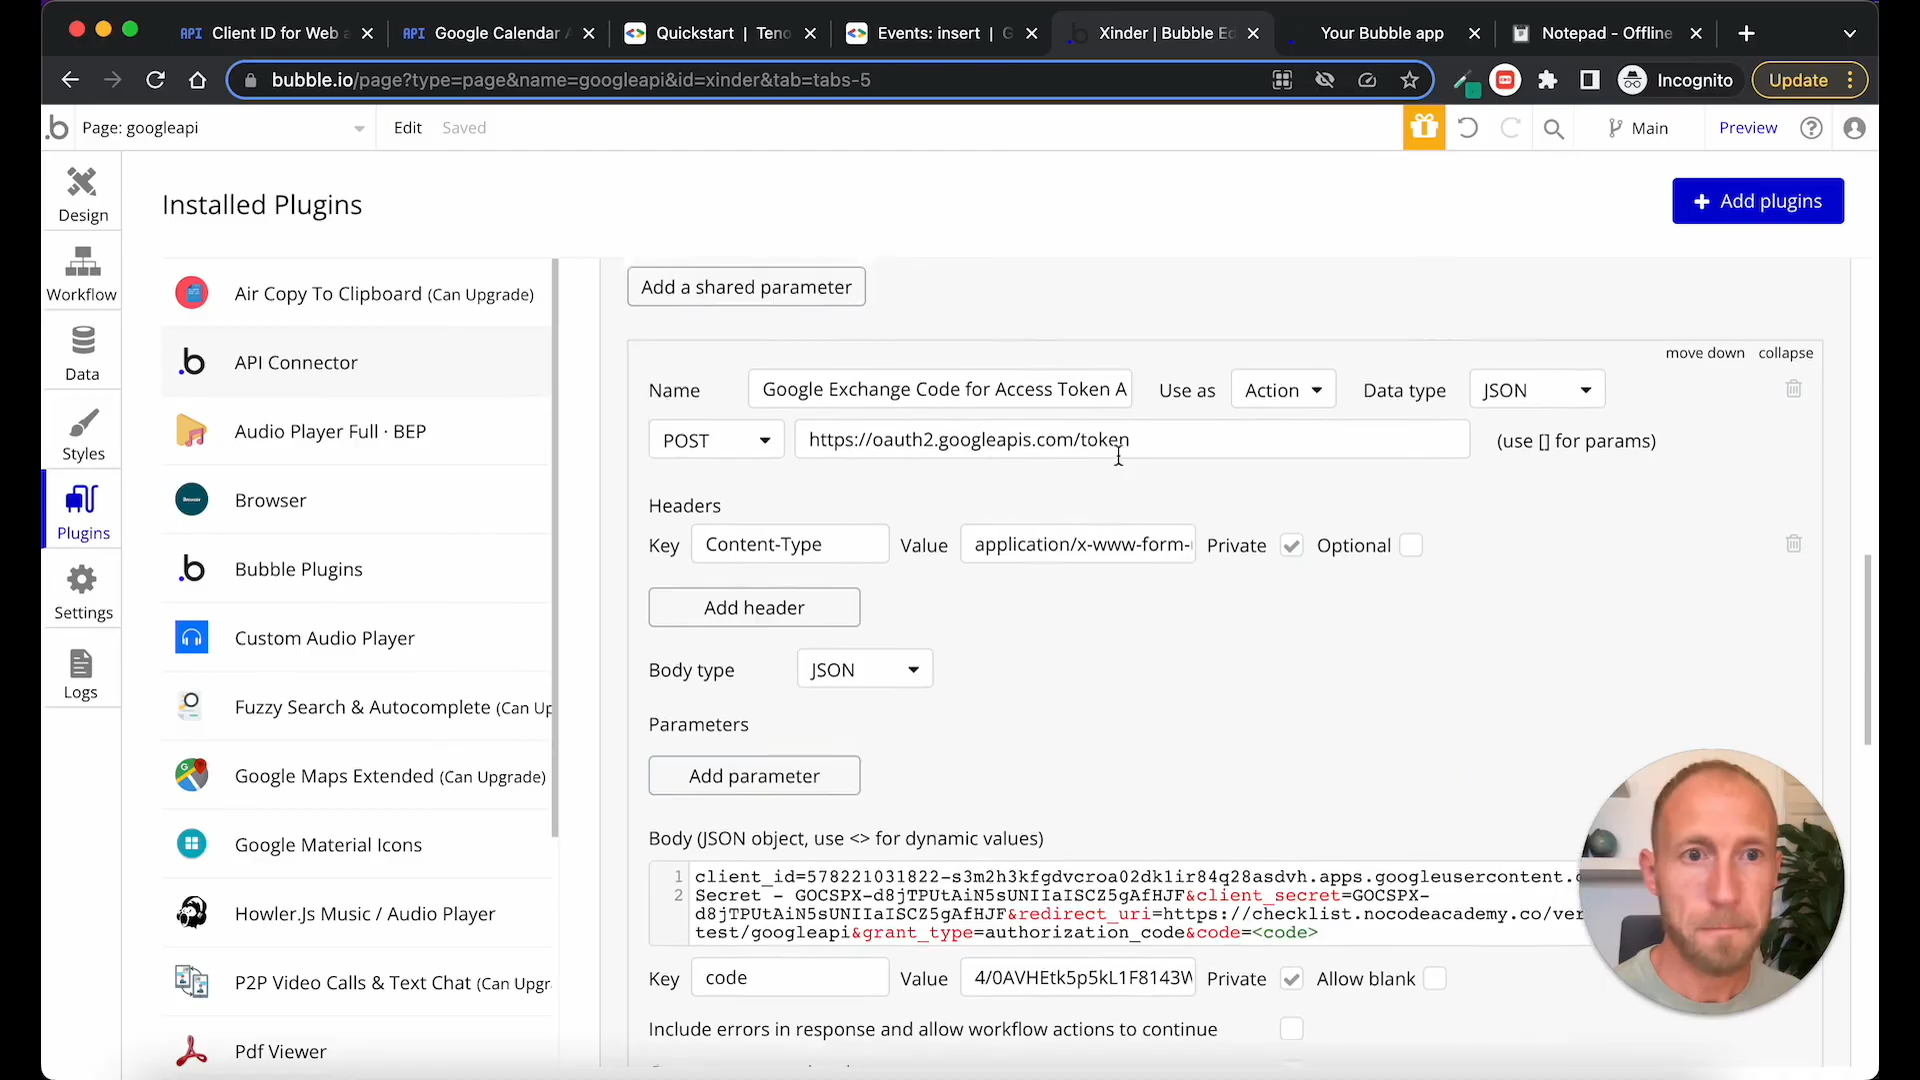 API Client ID for Web a
API Google Calendar A
Quickstart | Teno
Events: insert | G
Xinder | Bubble Ed
Your Bubble app
Notepad - Offline
bubble.io/page?type=page&name=googleapi&id=xinder&tab=tabs-5
Incognito
Update
.b Page: googleapi
Edit
Saved
Main
Preview
Design
Workflow
Data
Styles
Plugins
Settings
Logs
Installed Plugins
+ Add plugins
Air Copy To Clipboard (Can Upgrade)
API Connector
Audio Player Full · BEP
Browser
Bubble Plugins
Custom Audio Player
Fuzzy Search & Autocomplete (Can Up
Google Maps Extended (Can Upgrade)
Google Material Icons
Howler.Js Music / Audio Player
P2P Video Calls & Text Chat (Can Upgr
Pdf Viewer
Add a shared parameter
move down collapse
Name Google Exchange Code for Access Token A Use as Action Data type JSON
POST https://oauth2.googleapis.com/token (use [] for params)
Headers
Key Content-Type Value application/x-www-form- Private Optional
Add header
Body type JSON
Parameters
Add parameter
Body (JSON object, use <> for dynamic values)
1 client_id=578221031822-s3m2h3kfgdvcroa02dk1ir84q28asdvh.apps.googleusercontent.c
2 Secret - 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&client_secret=GOCSPX-
d8jTPUtAiN5sUNIIaISCZ5gAfHJF&redirect_uri=https://checklist.nocodeacademy.co/ver
test/googleapi&grant_type=authorization_code&code=<code>
Key code Value 4/0AVHEtk5p5kL1F8143W Private Allow blank
Include errors in response and allow workflow actions to continue